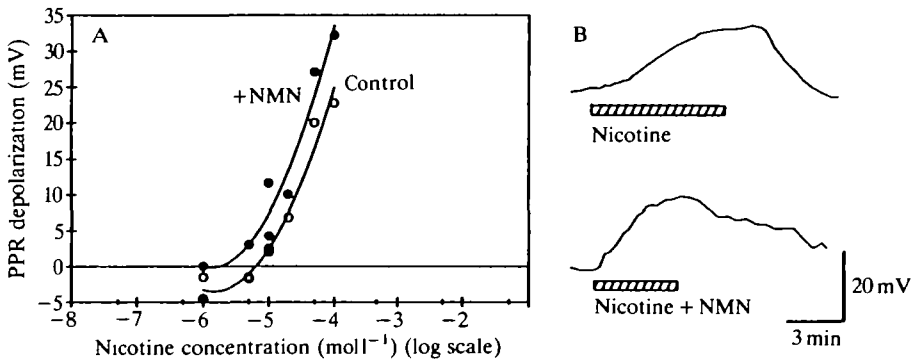 A
35
30
25
20
15
10
5
0
−5
PPR depolarization (mV)
+NMN
Control
−8 −7 −6 −5 −4 −3 −2
Nicotine concentration (mol l⁻¹) (log scale)
B
Nicotine
Nicotine + NMN
20 mV
3 min